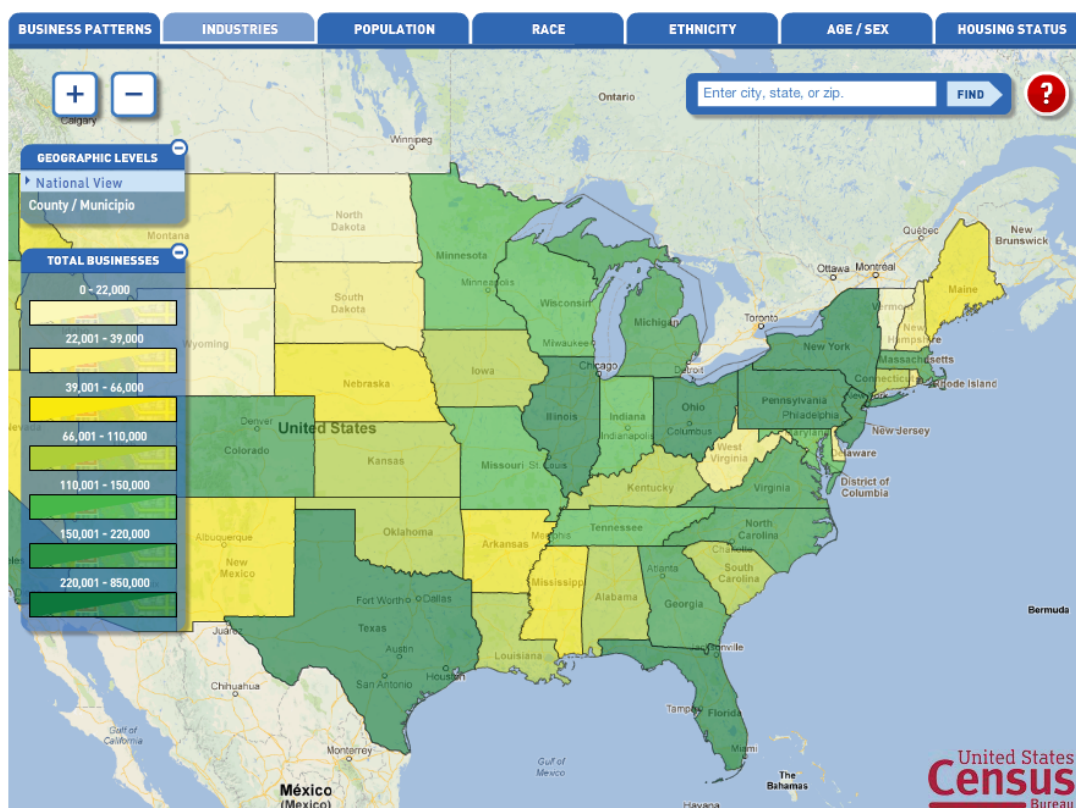 BUSINESS PATTERNS
INDUSTRIES
POPULATION
RACE
ETHNICITY
AGE / SEX
HOUSING STATUS
+
−
Enter city, state, or zip.
FIND
?
Calgary
Ontario
Winnipeg
GEOGRAPHIC LEVELS
National View
County / Municipio
TOTAL BUSINESSES
0 - 22,000
22,001 - 39,000
39,001 - 66,000
66,001 - 110,000
110,001 - 150,000
150,001 - 220,000
220,001 - 850,000
Montana
North
Dakota
South
Dakota
Wyoming
Nebraska
Nevada
Denver
Colorado
United States
Kansas
Albuquerque
New
Mexico
Oklahoma
Minnesota
Minneapolis
Wisconsin
Milwaukee
Michigan
Iowa
Chicago
Detroit
Illinois
Indiana
Indianapolis
Ohio
Columbus
Missouri
St. Louis
Kentucky
West
Virginia
Virginia
Tennessee
Memphis
Arkansas
Mississippi
Alabama
Louisiana
Atlanta
Georgia
North
Carolina
Charlotte
South
Carolina
Jacksonville
Tampa
Florida
Miami
Fort Worth
Dallas
Texas
Austin
San Antonio
Houston
Québec
New
Brunswick
Ottawa
Montréal
Maine
Vermont
New
Hampshire
Toronto
New York
Massachusetts
Connecticut
Rhode Island
New York
Pennsylvania
Philadelphia
New Jersey
Maryland
Delaware
District of
Columbia
Bermuda
Juárez
Chihuahua
Gulf of
California
Monterrey
México
(Mexico)
Gulf of
Mexico
The
Bahamas
Havana
United States
Census
Bureau